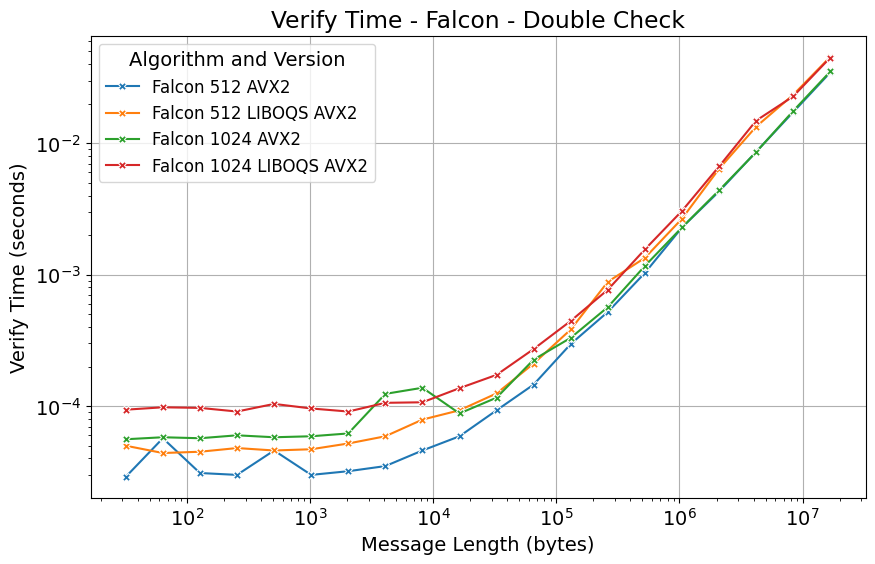 Verify Time - Falcon - Double Check
Algorithm and Version
Falcon 512 AVX2
Falcon 512 LIBOQS AVX2
Falcon 1024 AVX2
Falcon 1024 LIBOQS AVX2
Verify Time (seconds)
10⁻²
10⁻³
10⁻⁴
10² 10³ 10⁴ 10⁵ 10⁶ 10⁷
Message Length (bytes)